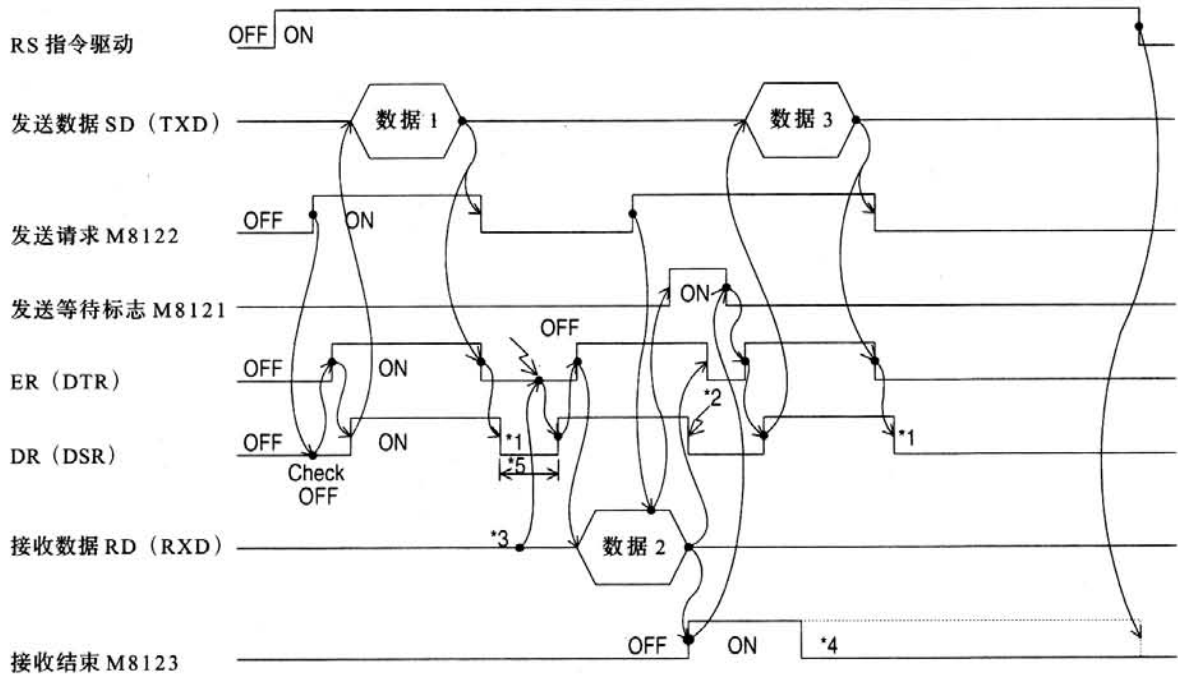 RS 指令驱动 OFF ON
发送数据 SD（TXD） 数据 1 数据 3
发送请求 M8122 OFF ON
发送等待标志 M8121 ON
OFF
ER（DTR） OFF ON
*2
DR（DSR） OFF ON *1 *1
*5
Check
OFF
接收数据 RD（RXD） *3 数据 2
接收结束 M8123 OFF ON *4